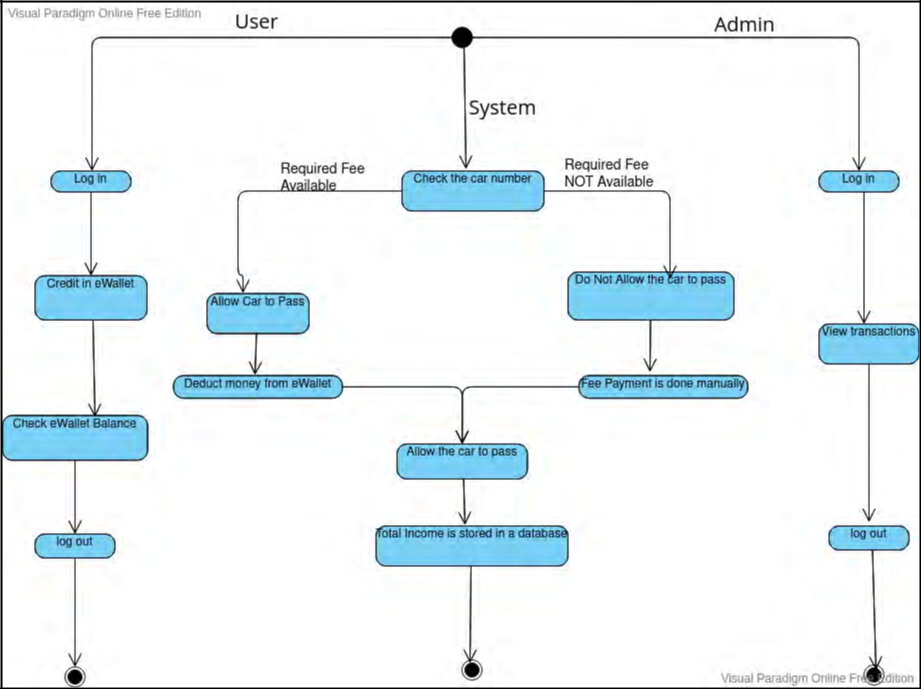 Visual Paradigm Online Free Edition
User
Admin
System
Required Fee
Available
Required Fee
NOT Available
Log in
Check the car number
Log in
Credit in eWallet
Allow Car to Pass
Do Not Allow the car to pass
View transactions
Deduct money from eWallet
Fee Payment is done manually
Check eWallet Balance
Allow the car to pass
log out
Total Income is stored in a database
log out
Visual Paradigm Online Free Edition